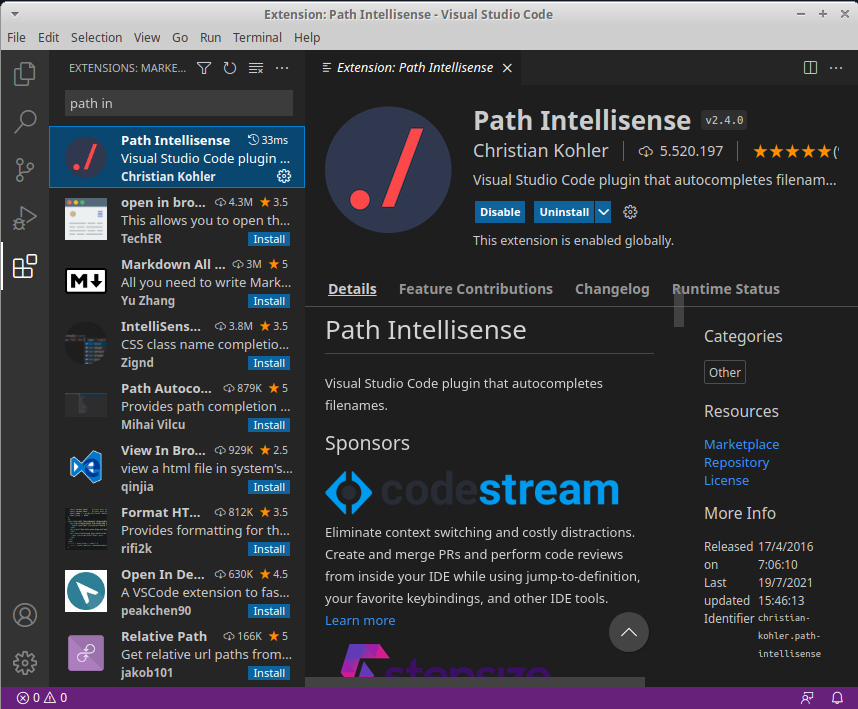 Extension: Path Intellisense - Visual Studio Code
File Edit Selection View Go Run Terminal Help
EXTENSIONS: MARKE...
Extension: Path Intellisense
path in
Path Intellisense 33ms
Visual Studio Code plugin ...
Christian Kohler
open in bro... 4.3M 3.5
This allows you to open th...
TechER Install
Markdown All ... 3M 5
All you need to write Mark...
Yu Zhang Install
IntelliSens... 3.8M 3.5
CSS class name completio...
Zignd Install
Path Autoco... 879K 5
Provides path completion ...
Mihai Vilcu Install
View In Bro... 929K 2.5
view a html file in system's...
qinjia Install
Format HT... 812K 3.5
Provides formatting for th...
rifi2k Install
Open In De... 630K 4.5
A VSCode extension to fas...
peakchen90 Install
Relative Path 166K 5
Get relative url paths from...
jakob101 Install
Path Intellisense v2.4.0
Christian Kohler 5.520.197
Visual Studio Code plugin that autocompletes filenam...
Disable Uninstall
This extension is enabled globally.
Details Feature Contributions Changelog Runtime Status
Path Intellisense
Visual Studio Code plugin that autocompletes
filenames.
Sponsors
codestream
Eliminate context switching and costly distractions.
Create and merge PRs and perform code reviews
from inside your IDE while using jump-to-definition,
your favorite keybindings, and other IDE tools.
Learn more
stepsize
Categories
Other
Resources
Marketplace
Repository
License
More Info
Released on 17/4/2016 7:06:10
Last updated 19/7/2021 15:46:13
Identifier christian-
kohler.path-
intellisense
0 0